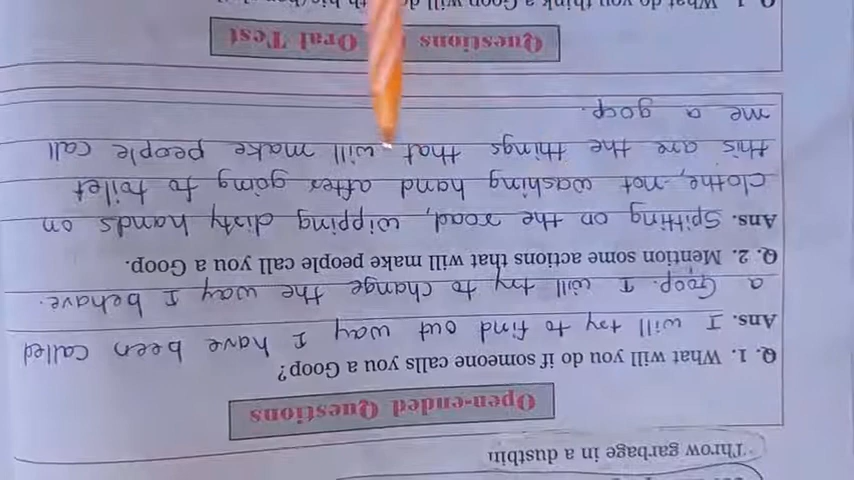 Throw garbage in a dustbin
Open-ended Questions
Q. 1. What will you do if someone calls you a Goop?
Ans. I will try to find out way I have been called
a Goop. I will try to change the way I behave.
Q. 2. Mention some actions that will make people call you a Goop.
Ans. Spitting on the road, wipping disty hands on
clothe, not washing hand after going to toilet
this are the things that will make people call
me a goop.
Questions Oral Test
Q. 1. What do you think a Goop will do